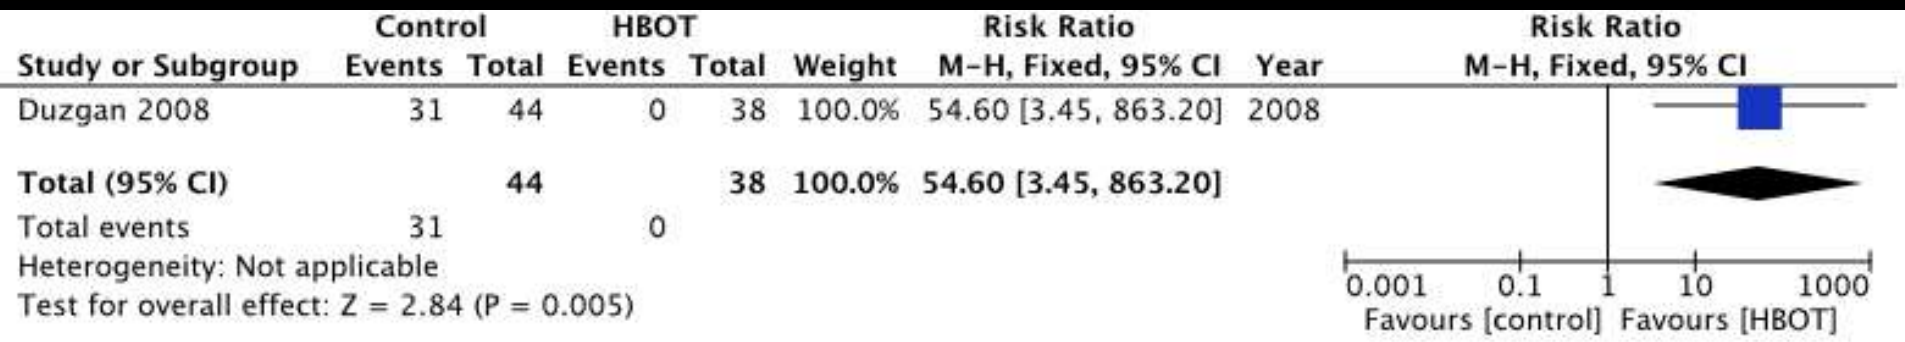 Control HBOT Risk Ratio Risk Ratio
Study or Subgroup Events Total Events Total Weight M-H, Fixed, 95% CI Year M-H, Fixed, 95% CI
Duzgan 2008 31 44 0 38 100.0% 54.60 [3.45, 863.20] 2008
Total (95% CI) 44 38 100.0% 54.60 [3.45, 863.20]
Total events 31 0
Heterogeneity: Not applicable
Test for overall effect: Z = 2.84 (P = 0.005)
0.001 0.1 1 10 1000
Favours [control] Favours [HBOT]